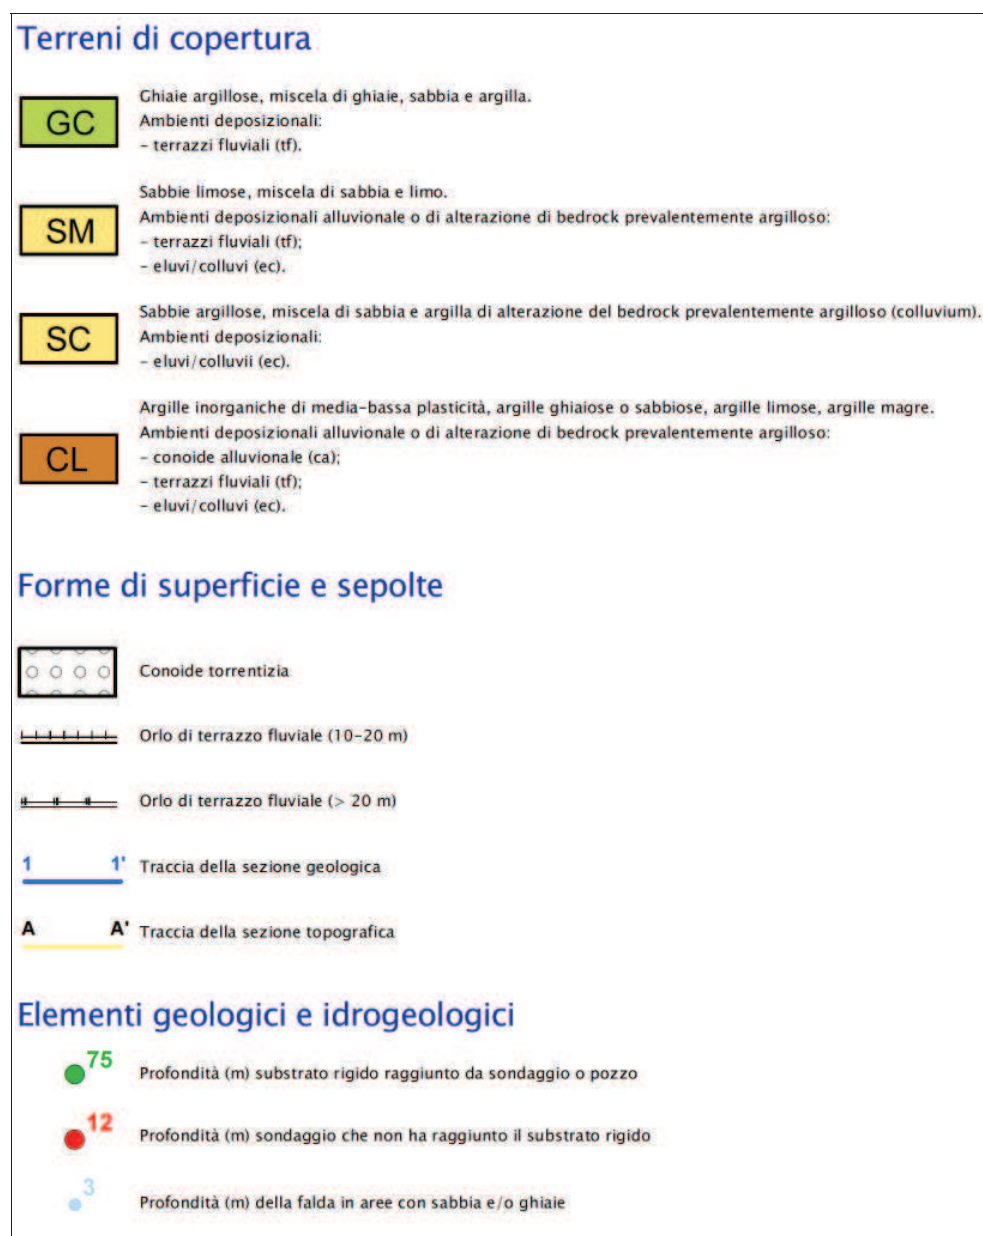 Terreni di copertura
GC
Ghiaie argillose, miscela di ghiaie, sabbia e argilla.
Ambienti deposizionali:
- terrazzi fluviali (tf).
SM
Sabbie limose, miscela di sabbia e limo.
Ambienti deposizionali alluvionale o di alterazione di bedrock prevalentemente argilloso:
- terrazzi fluviali (tf);
- eluvi/colluvi (ec).
SC
Sabbie argillose, miscela di sabbia e argilla di alterazione del bedrock prevalentemente argilloso (colluvium).
Ambienti deposizionali:
- eluvi/colluvii (ec).
CL
Argille inorganiche di media-bassa plasticità, argille ghiaiose o sabbiose, argille limose, argille magre.
Ambienti deposizionali alluvionale o di alterazione di bedrock prevalentemente argilloso:
- conoide alluvionale (ca);
- terrazzi fluviali (tf);
- eluvi/colluvi (ec).
Forme di superficie e sepolte
Conoide torrentizia
Orlo di terrazzo fluviale (10-20 m)
Orlo di terrazzo fluviale (> 20 m)
1 1' Traccia della sezione geologica
A A' Traccia della sezione topografica
Elementi geologici e idrogeologici
75 Profondità (m) substrato rigido raggiunto da sondaggio o pozzo
12 Profondità (m) sondaggio che non ha raggiunto il substrato rigido
3 Profondità (m) della falda in aree con sabbia e/o ghiaie